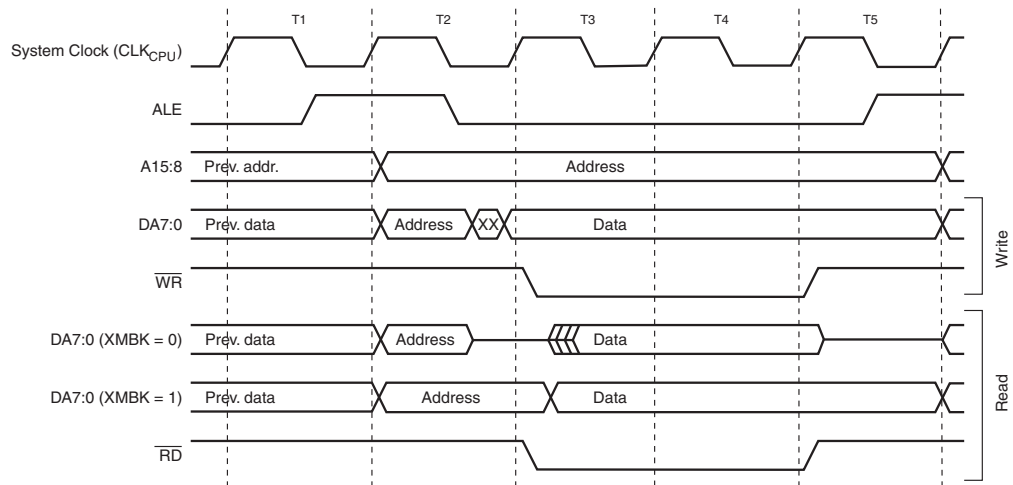 T1 T2 T3 T4 T5
System Clock (CLKCPU)
ALE
A15:8 Prev. addr. Address
DA7:0 Prev. data Address XX Data
WR
Write
DA7:0 (XMBK = 0) Prev. data Address Data
DA7:0 (XMBK = 1) Prev. data Address Data
RD
Read